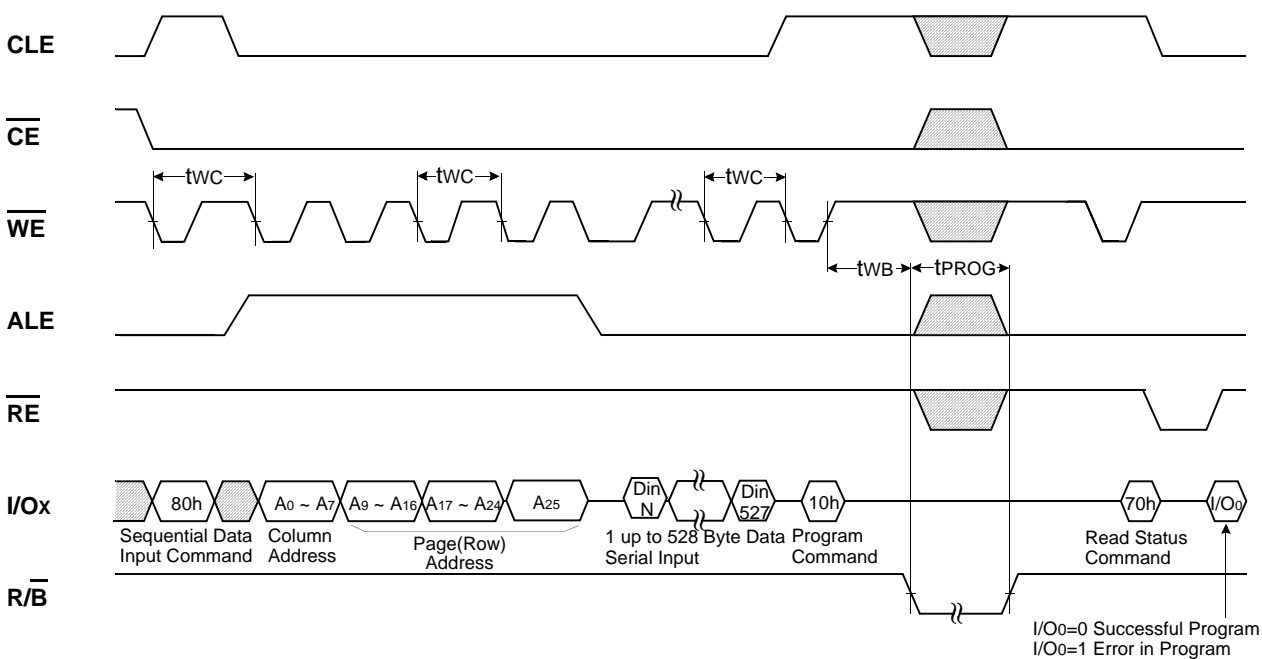 CLE
CE
tWC tWC tWC
WE
tWB tPROG
ALE
RE
I/Ox 80h A0 ~ A7 A9 ~ A16 A17 ~ A24 A25 Din N Din 527 10h 70h I/O0
Sequential Data Input Command
Column Address
Page(Row) Address
1 up to 528 Byte Data Serial Input
Program Command
Read Status Command
R/B
I/O0=0 Successful Program
I/O0=1 Error in Program